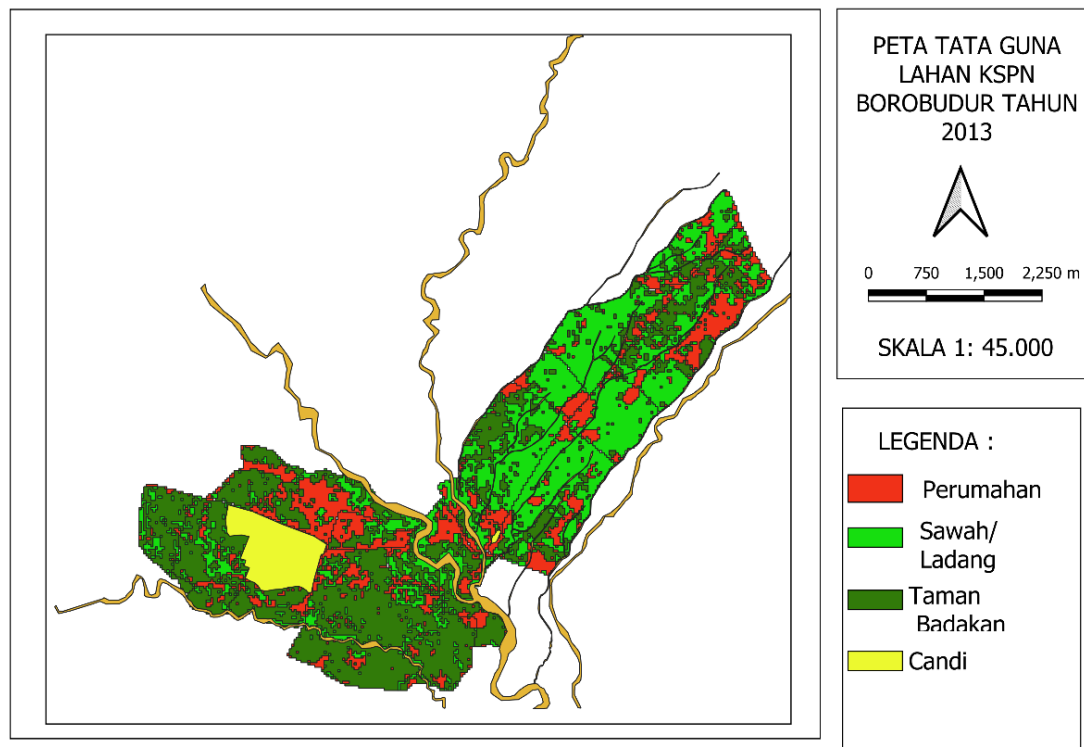 PETA TATA GUNA
LAHAN KSPN
BOROBUDUR TAHUN
2013
0 750 1,500 2,250 m
SKALA 1: 45.000
LEGENDA :
Perumahan
Sawah/
Ladang
Taman
Badakan
Candi